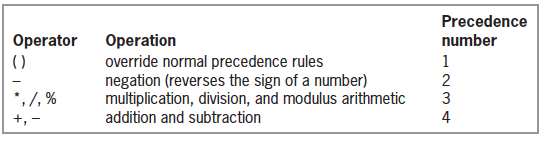 Precedence
Operator Operation number
( ) override normal precedence rules 1
– negation (reverses the sign of a number) 2
*, /, % multiplication, division, and modulus arithmetic 3
+, – addition and subtraction 4